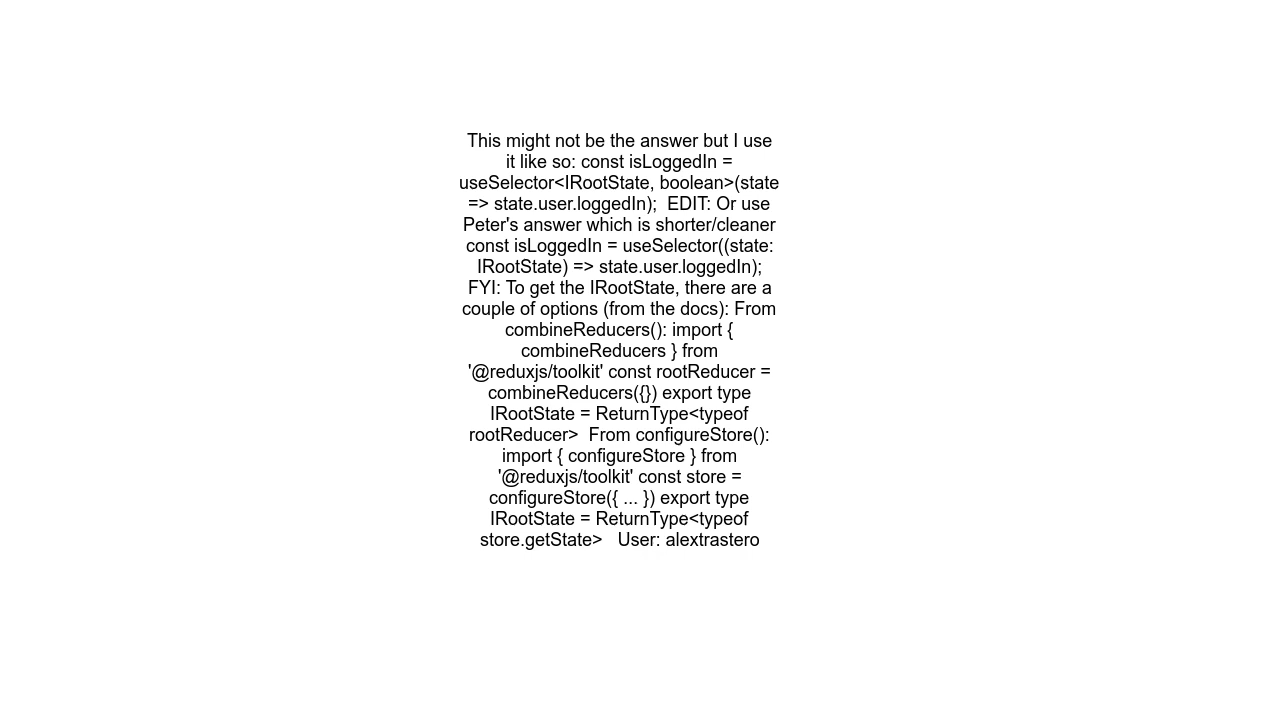 This might not be the answer but I use
it like so: const isLoggedIn =
useSelector<IRootState, boolean>(state
=> state.user.loggedIn);  EDIT: Or use
Peter's answer which is shorter/cleaner
const isLoggedIn = useSelector((state:
IRootState) => state.user.loggedIn);
FYI: To get the IRootState, there are a
couple of options (from the docs): From
combineReducers(): import {
combineReducers } from
'@reduxjs/toolkit' const rootReducer =
combineReducers({}) export type
IRootState = ReturnType<typeof
rootReducer>  From configureStore():
import { configureStore } from
'@reduxjs/toolkit' const store =
configureStore({ ... }) export type
IRootState = ReturnType<typeof
store.getState>   User: alextrastero